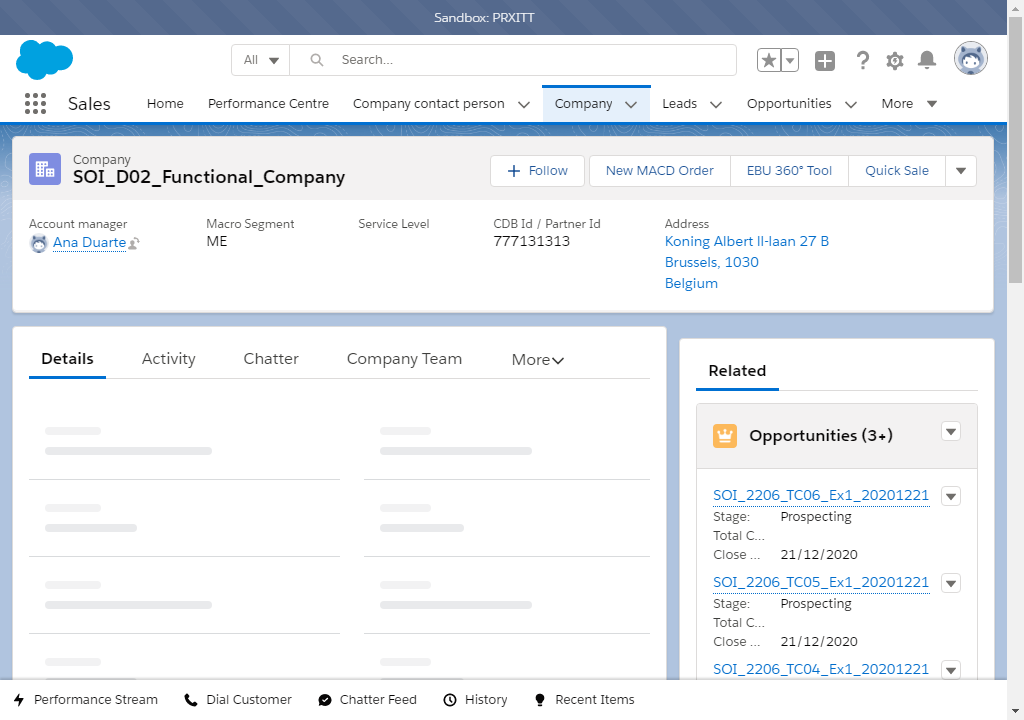 Sandbox: PRXITT
All
Search...
Sales
Home
Performance Centre
Company contact person
Company
Leads
Opportunities
More
Company
SOI_D02_Functional_Company
Follow
New MACD Order
EBU 360° Tool
Quick Sale
Account manager
Ana Duarte
Macro Segment
ME
Service Level
CDB Id / Partner Id
777131313
Address
Koning Albert II-laan 27 B
Brussels, 1030
Belgium
Details
Activity
Chatter
Company Team
More
Related
Opportunities (3+)
SOI_2206_TC06_Ex1_20201221
Stage: Prospecting
Total C...
Close ... 21/12/2020
SOI_2206_TC05_Ex1_20201221
Stage: Prospecting
Total C...
Close ... 21/12/2020
SOI_2206_TC04_Ex1_20201221
Performance Stream
Dial Customer
Chatter Feed
History
Recent Items